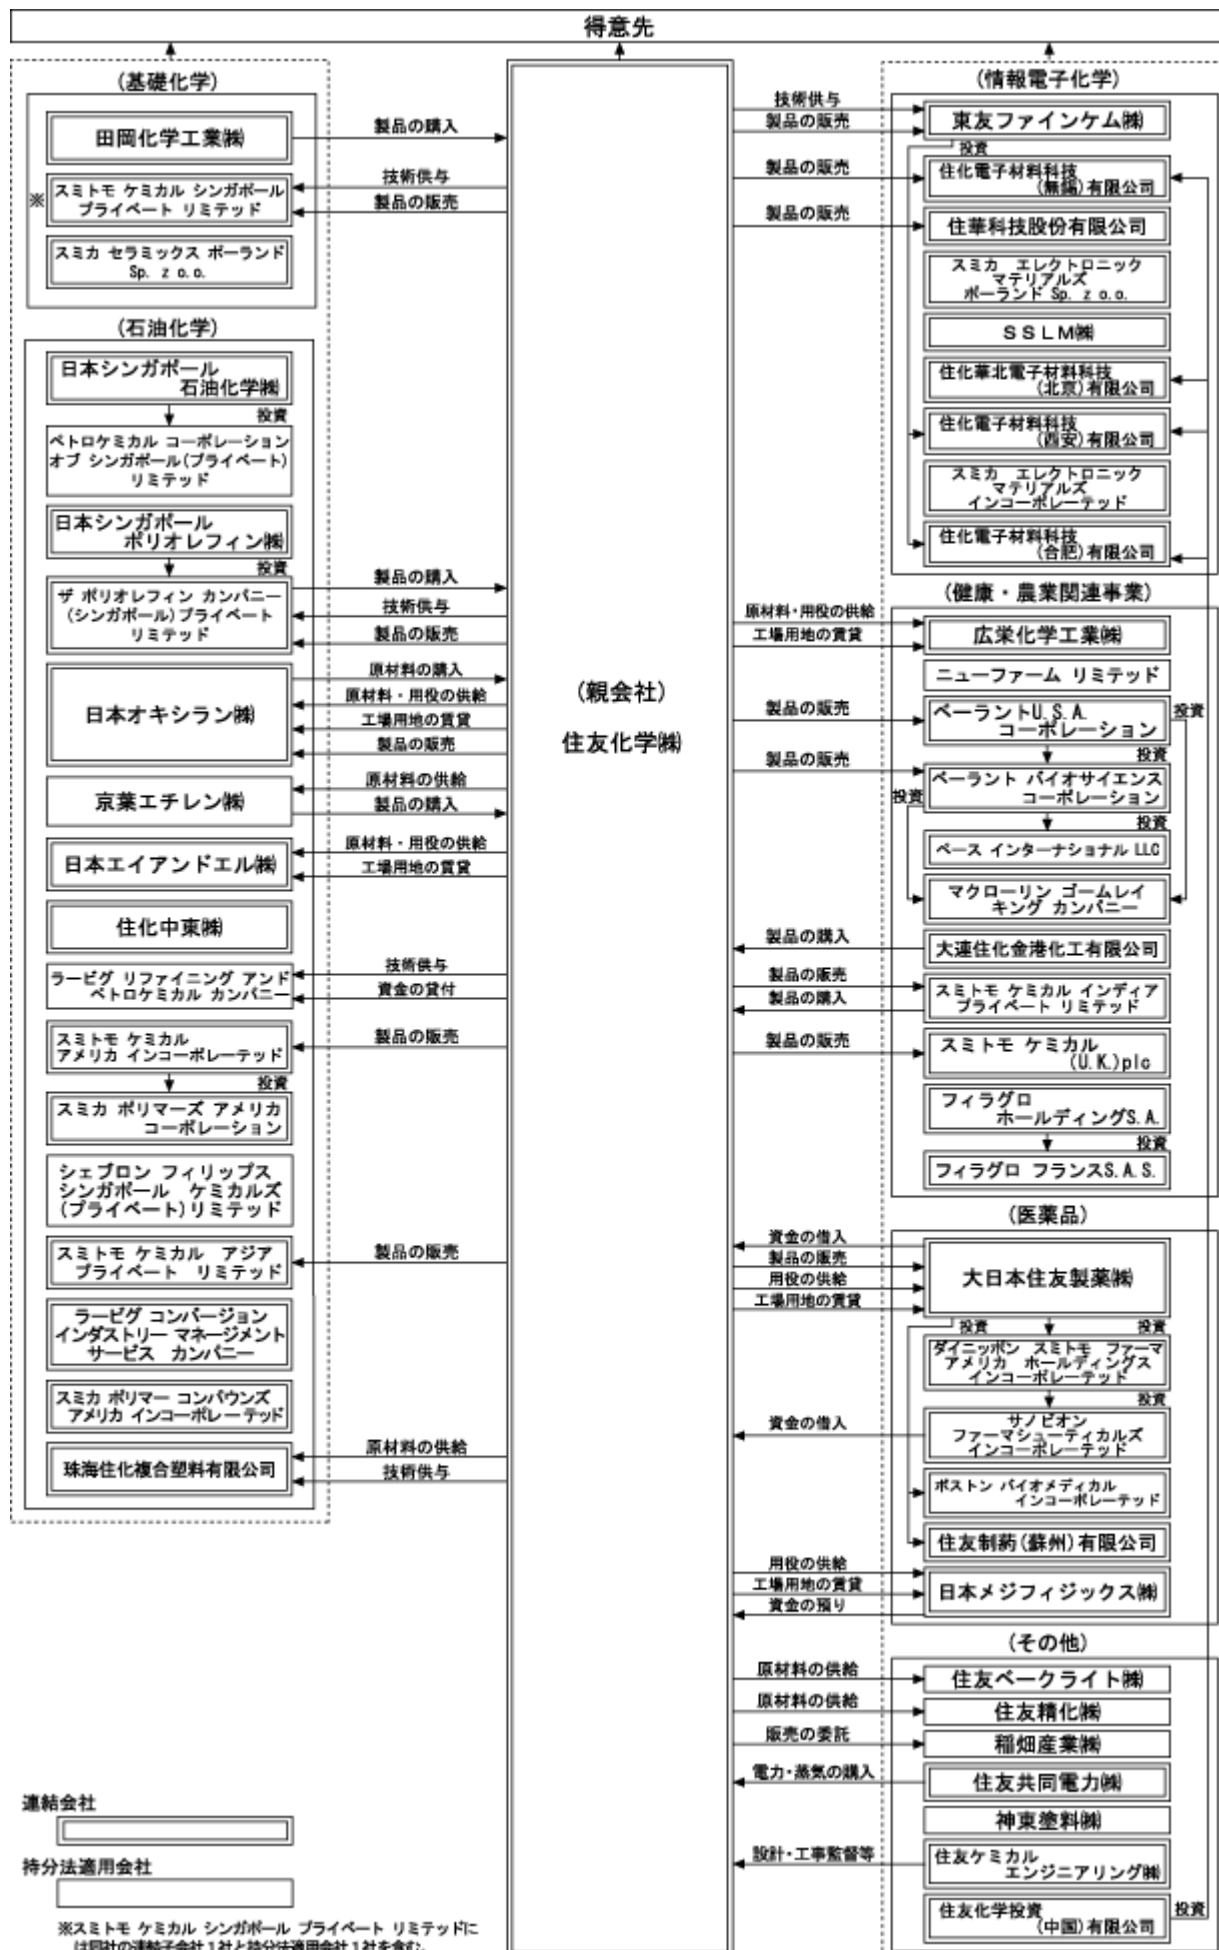 得意先
(基礎化学)
田岡化学工業㈱
製品の購入
※
スミトモ ケミカル シンガポール
プライベート リミテッド
技術供与
製品の販売
スミカ セラミックス ポーランド
Sp. z o.o.
(石油化学)
日本シンガポール
石油化学㈱
投資
ペトロケミカル コーポレーション
オブ シンガポール(プライベート)
リミテッド
日本シンガポール
ポリオレフィン㈱
投資
ザ ポリオレフィン カンパニー
(シンガポール)プライベート
リミテッド
製品の購入
技術供与
製品の販売
日本オキシラン㈱
原材料の購入
原材料・用役の供給
工場用地の賃貸
製品の販売
京葉エチレン㈱
原材料の供給
製品の購入
日本エイアンドエル㈱
原材料・用役の供給
工場用地の賃貸
住化中東㈱
ラービグ リファイニング アンド
ペトロケミカル カンパニー
技術供与
資金の貸付
スミトモ ケミカル
アメリカ インコーポレーテッド
製品の販売
投資
スミカ ポリマーズ アメリカ
コーポレーション
シェブロン フィリップス
シンガポール ケミカルズ
(プライベート)リミテッド
スミトモ ケミカル アジア
プライベート リミテッド
製品の販売
ラービグ コンバージョン
インダストリー マネージメント
サービス カンパニー
スミカ ポリマー コンパウンズ
アメリカ インコーポレーテッド
珠海住化複合塑料有限公司
原材料の供給
技術供与
(親会社)
住友化学㈱
(情報電子化学)
技術供与
製品の販売
東友ファインケム㈱
投資
製品の販売
住化電子材料科技
(無錫)有限公司
製品の販売
住華科技股份有限公司
スミカ エレクトロニック
マテリアルズ
ポーランド Sp. z o.o.
SSLM㈱
住化華北電子材料科技
(北京)有限公司
住化電子材料科技
(西安)有限公司
スミカ エレクトロニック
マテリアルズ
インコーポレーテッド
住化電子材料科技
(合肥)有限公司
(健康・農業関連事業)
原材料・用役の供給
工場用地の賃貸
広栄化学工業㈱
ニューファーム リミテッド
製品の販売
ベーラントU.S.A.
コーポレーション
投資
投資
製品の販売
ベーラント バイオサイエンス
コーポレーション
投資
投資
ペース インターナショナル LLC
マクローリン ゴームレイ
キング カンパニー
製品の購入
大連住化金港化工有限公司
製品の販売
製品の購入
スミトモ ケミカル インディア
プライベート リミテッド
製品の販売
スミトモ ケミカル
(U.K.)plc
フィラグロ
ホールディングS.A.
投資
フィラグロ フランスS.A.S.
(医薬品)
資金の借入
製品の販売
用役の供給
工場用地の賃貸
大日本住友製薬㈱
投資
投資
ダイニッポン スミトモ ファーマ
アメリカ ホールディングス
インコーポレーテッド
投資
資金の借入
サノビオン
ファーマシューティカルズ
インコーポレーテッド
ボストン バイオメディカル
インコーポレーテッド
住友制葯(蘇州)有限公司
用役の供給
工場用地の賃貸
資金の預り
日本メジフィジックス㈱
(その他)
原材料の供給
住友ベークライト㈱
原材料の供給
住友精化㈱
販売の委託
稲畑産業㈱
電力・蒸気の購入
住友共同電力㈱
神東塗料㈱
設計・工事監督等
住友ケミカル
エンジニアリング㈱
住友化学投資
(中国)有限公司
投資
連結会社
持分法適用会社
※スミトモ ケミカル シンガポール プライベート リミテッドに
は同社の連結子会社1社と持分法適用会社1社を含む。